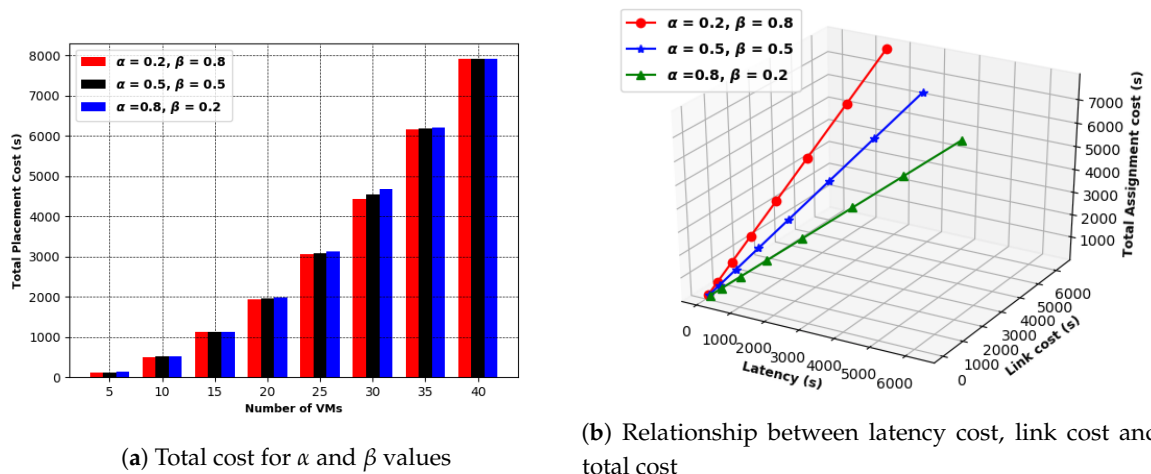 α = 0.2, β = 0.8
α = 0.5, β = 0.5
α =0.8, β = 0.2
Total Placement Cost (s)
8000
7000
6000
5000
4000
3000
2000
1000
0
5 10 15 20 25 30 35 40
Number of VMs
(a) Total cost for α and β values
α = 0.2, β = 0.8
α = 0.5, β = 0.5
α =0.8, β = 0.2
Total Assignment cost (s)
7000
6000
5000
4000
3000
2000
1000
0 1000 2000 3000 4000 5000 6000
Latency (s)
0 1000 2000 3000 4000 5000 6000
Link cost (s)
(b) Relationship between latency cost, link cost and
total cost